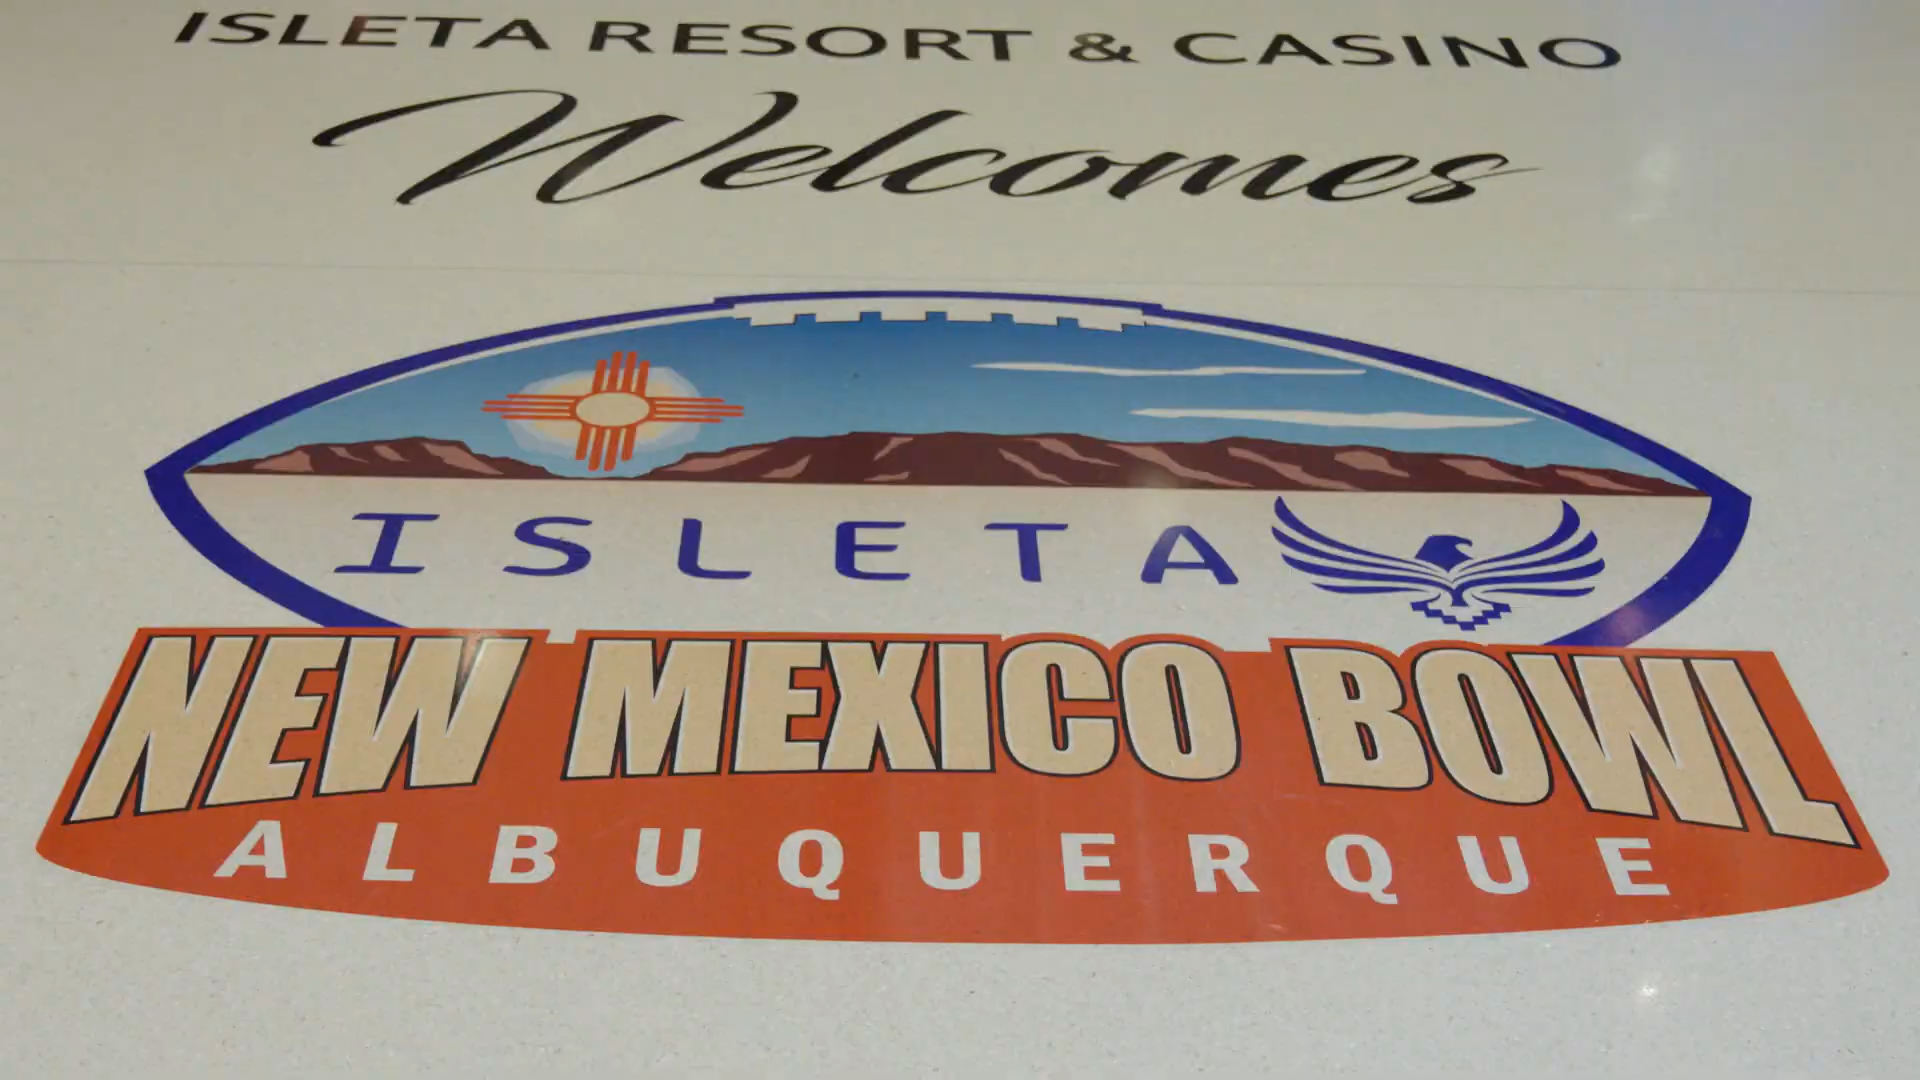 ISLETA RESORT & CASINO
Welcomes
ISLETA
NEW MEXICO BOWL
ALBUQUERQUE